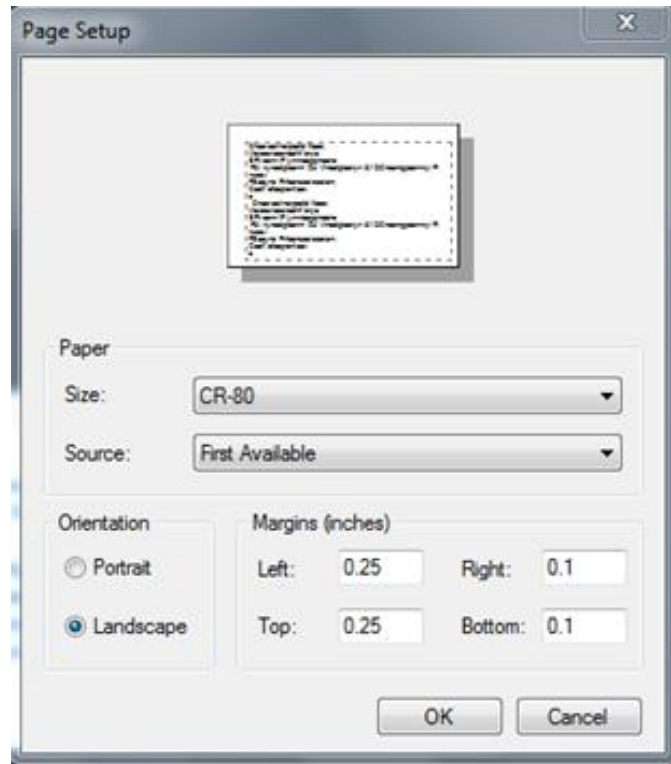 Page Setup
Paper
Size: CR-80
Source: First Available
Orientation
Portrait
Landscape
Margins (inches)
Left: 0.25 Right: 0.1
Top: 0.25 Bottom: 0.1
OK Cancel